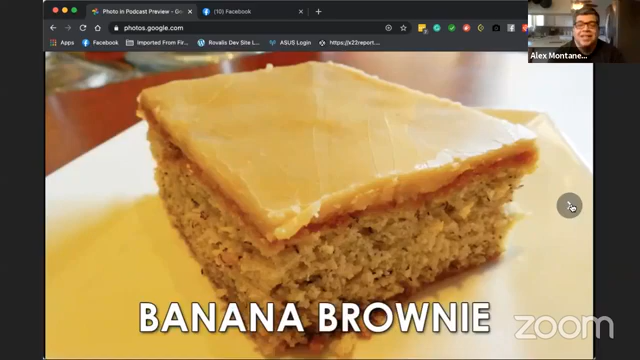 Photo in Podcast Preview - Go
(10) Facebook
photos.google.com
Apps
Facebook
Imported From Fir...
Rovalis Dev Site L...
ASUS Login
https://x22report....
Alex Montane...
BANANA BROWNIE
zoom